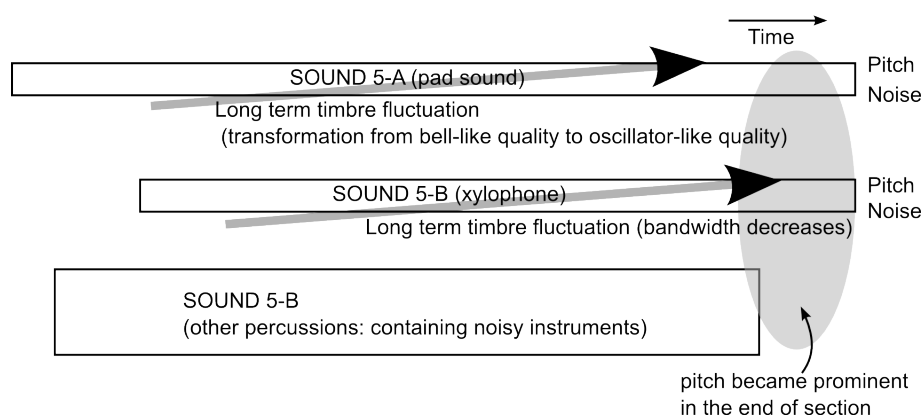 Time
SOUND 5-A (pad sound)
Pitch
Noise
Long term timbre fluctuation
(transformation from bell-like quality to oscillator-like quality)
SOUND 5-B (xylophone)
Pitch
Noise
Long term timbre fluctuation (bandwidth decreases)
SOUND 5-B
(other percussions: containing noisy instruments)
pitch became prominent
in the end of section